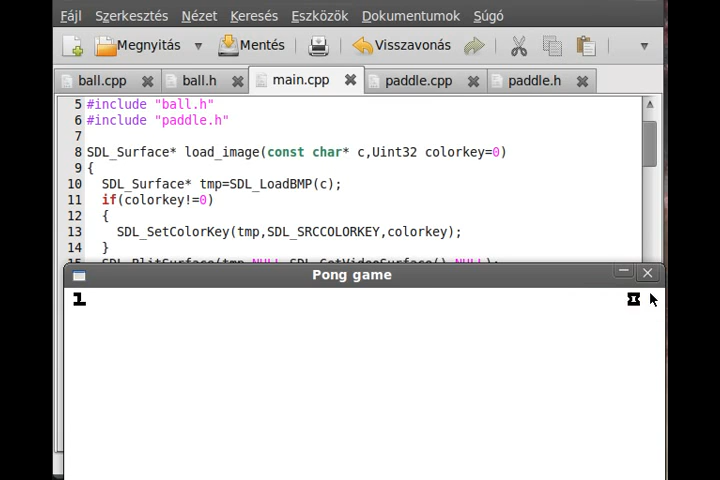 Fájl Szerkesztés Nézet Keresés Eszközök Dokumentumok Súgó
Megnyitás Mentés Visszavonás
ball.cpp ball.h main.cpp paddle.cpp paddle.h
5 #include "ball.h"
6 #include "paddle.h"
7
8 SDL_Surface* load_image(const char* c,Uint32 colorkey=0)
9 {
10 SDL_Surface* tmp=SDL_LoadBMP(c);
11 if(colorkey!=0)
12 {
13 SDL_SetColorKey(tmp,SDL_SRCCOLORKEY,colorkey);
14 }
Pong game
1